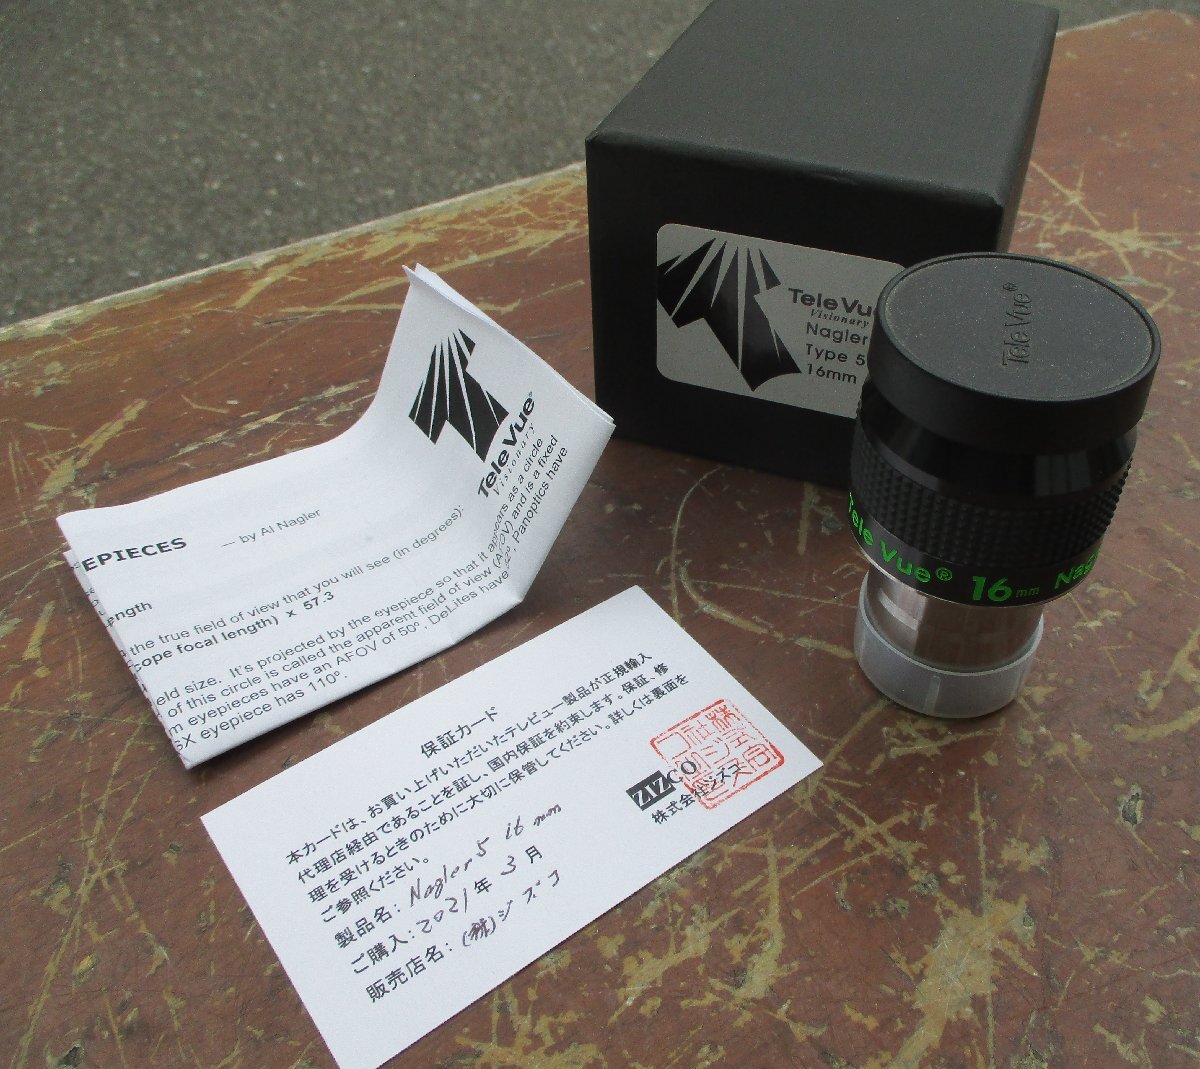 TeleVue
Visionary
Nagler
Type 5
16mm
TeleVue®
Tele Vue® 16mm Nag
TeleVue®
Visionary
EPIECES — by Al Nagler
ength
the true field of view that you will see (in degrees):
cope focal length) x 57.3
eld size. It's projected by the eyepiece so that it appears as a circle
of this circle is called the apparent field of view (AFOV) and is a fixed
m eyepieces have an AFOV of 50º, DeLites have 62º, Panoptics have
SX eyepiece has 110º.
保証カード
本カードは、お買い上げいただいたテレビュー製品が正規輸入
代理店経由であることを証し、国内保証を約束します。保証、修
理を受けるときのために大切に保管してください。詳しくは裏面を
ご参照ください。
製品名: Nagler5 16mm
ご購入: 2021年 3月
販売店名: (株)ジズコ
ZIZCO
株式会社ジズコ